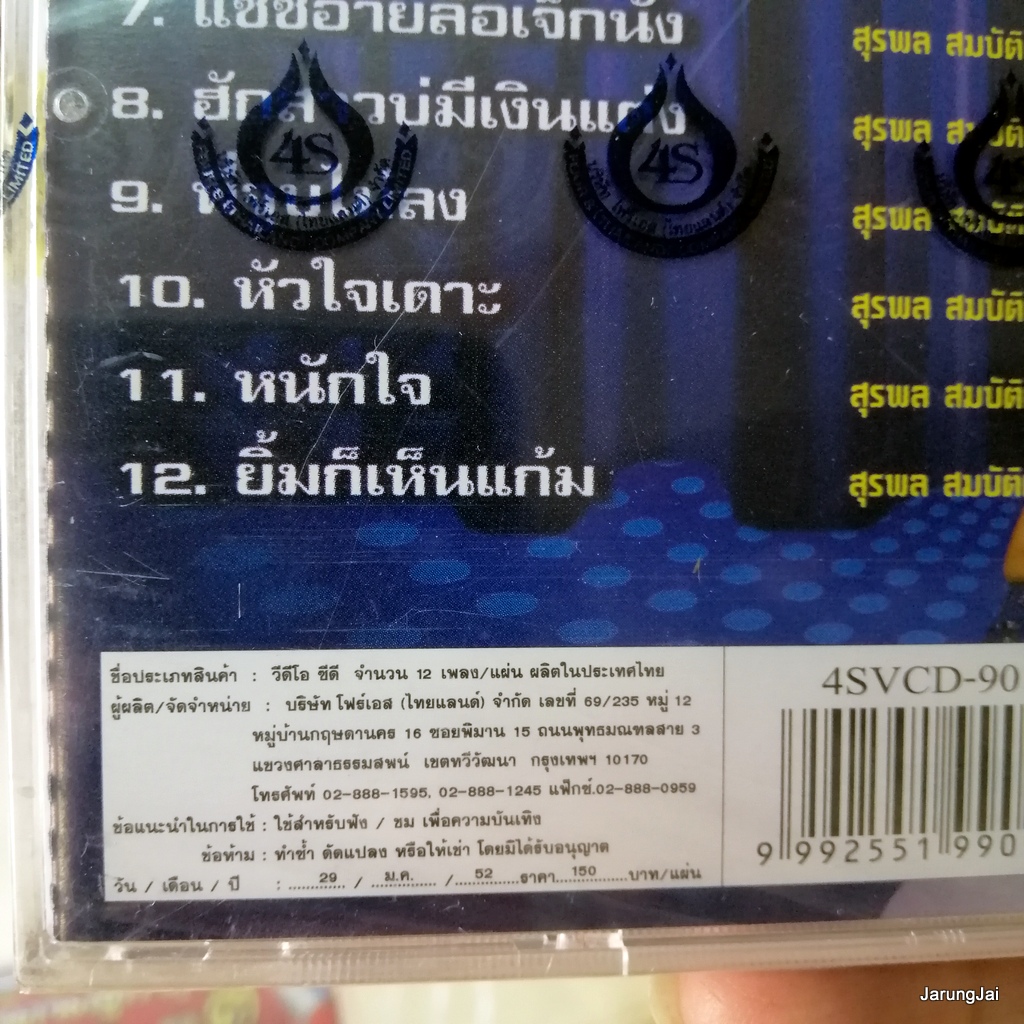 7. แซซี้อ้ายลือเจ็กนัง สุรพล สมบัติ
8. ฮักสาวบ่มีเงินแต่ง สุรพล
9. สุรพล
10. หัวใจเดาะ สุรพล สมบัติ
11. หนักใจ สุรพล สมบัติ
12. ยิ้มก็เห็นแก้ม สุรพล สมบัติ
4S
4S
4S
LIMITED
ชื่อประเภทสินค้า : วีดีโอ ซีดี จำนวน 12 เพลง/แผ่น ผลิตในประเทศไทย
ผู้ผลิต/จัดจำหน่าย : บริษัท โฟร์เอส (ไทยแลนด์) จำกัด เลขที่ 69/235 หมู่ 12
หมู่บ้านกฤษดานคร 16 ซอยพิมาน 15 ถนนพุทธมณฑลสาย 3
แขวงศาลาธรรมสพน์ เขตทวีวัฒนา กรุงเทพฯ 10170
โทรศัพท์ 02-888-1595, 02-888-1245 แฟ็กซ์.02-888-0959
ข้อแนะนำในการใช้ : ใช้สำหรับฟัง / ชม เพื่อความบันเทิง
ข้อห้าม : ทำซ้ำ ดัดแปลง หรือให้เช่า โดยมิได้รับอนุญาต
วัน / เดือน / ปี : 29 / ม.ค. / 52 ราคา 150 บาท/แผ่น
4SVCD-90
9 992551 990
JarungJai